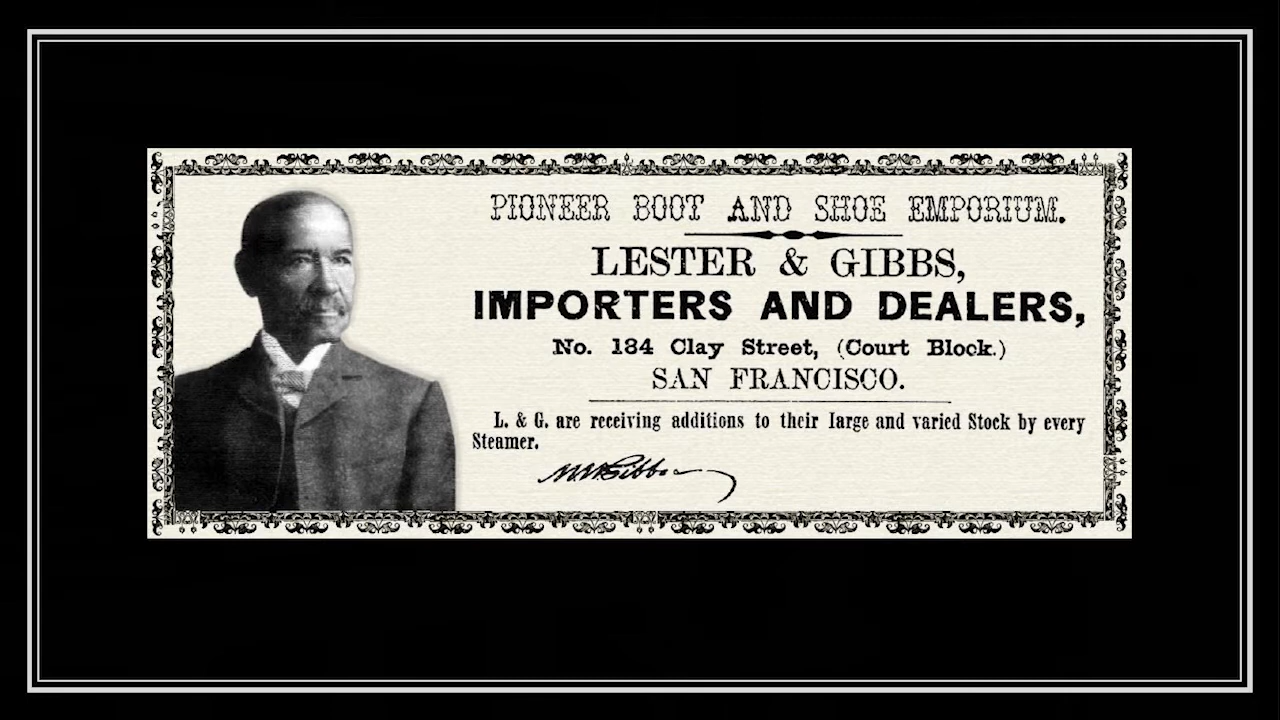 PIONEER BOOT AND SHOE EMPORIUM.
LESTER & GIBBS,
IMPORTERS AND DEALERS,
No. 184 Clay Street, (Court Block.)
SAN FRANCISCO.
L. & G. are receiving additions to their large and varied Stock by every
Steamer.
M W Gibbs